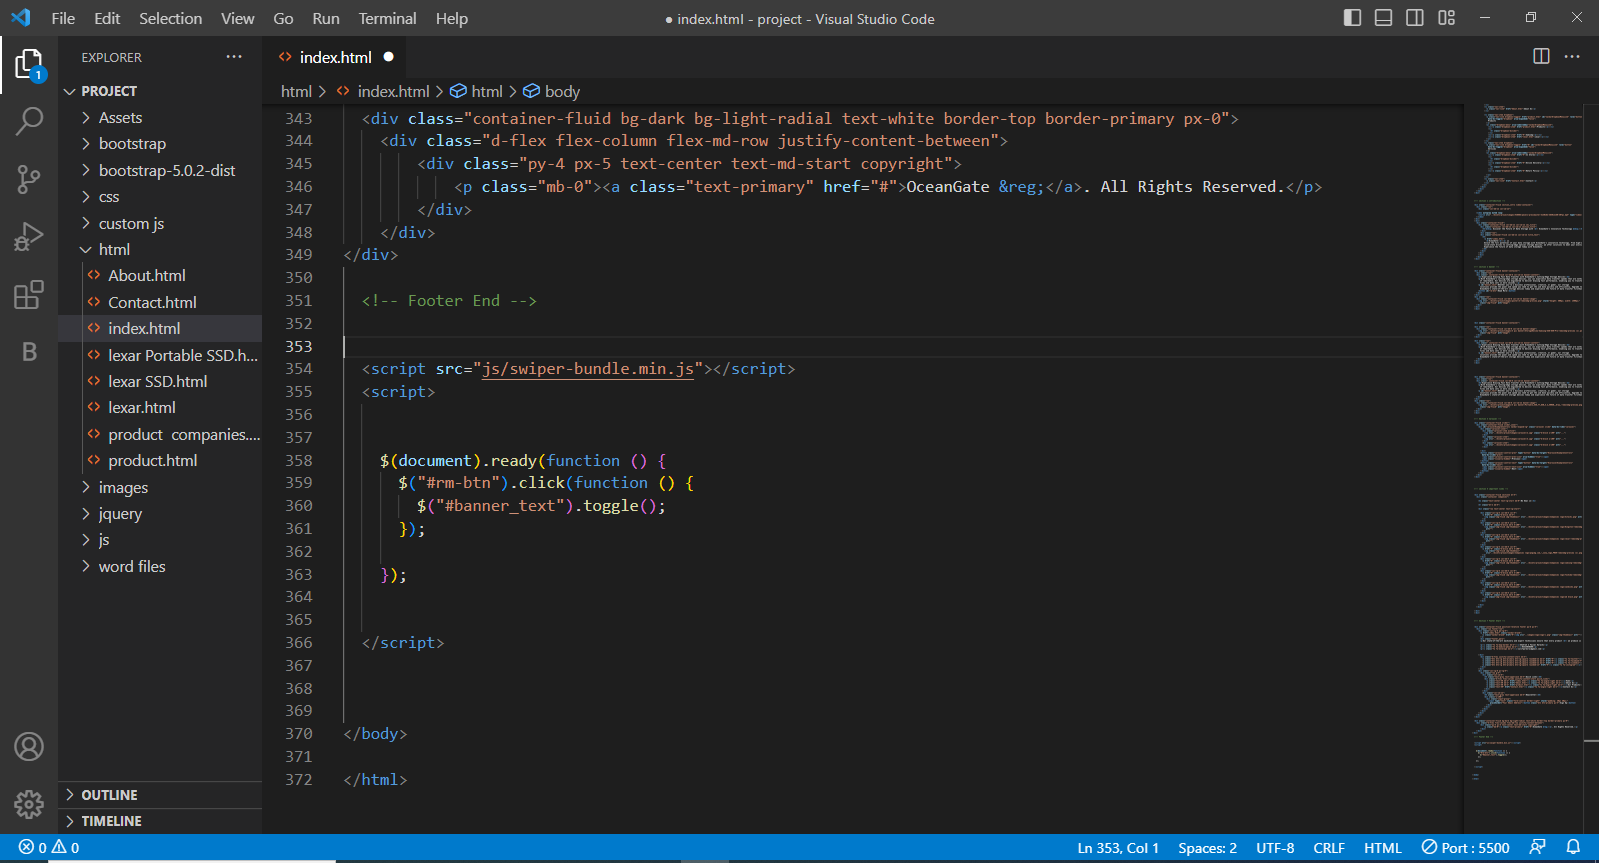 File Edit Selection View Go Run Terminal Help
● index.html - project - Visual Studio Code
EXPLORER
index.html
PROJECT
html > index.html > html > body
1
Assets
bootstrap
bootstrap-5.0.2-dist
css
custom js
html
About.html
Contact.html
index.html
lexar Portable SSD.h...
lexar SSD.html
lexar.html
product companies....
product.html
images
jquery
js
word files
OUTLINE
TIMELINE
B
343 <div class="container-fluid bg-dark bg-light-radial text-white border-top border-primary px-0">
344 <div class="d-flex flex-column flex-md-row justify-content-between">
345 <div class="py-4 px-5 text-center text-md-start copyright">
346 <p class="mb-0"><a class="text-primary" href="#">OceanGate &reg;</a>. All Rights Reserved.</p>
347 </div>
348 </div>
349 </div>
350
351 <!-- Footer End -->
352
353
354 <script src="js/swiper-bundle.min.js"></script>
355 <script>
356
357
358 $(document).ready(function () {
359 $("#rm-btn").click(function () {
360 $("#banner_text").toggle();
361 });
362
363 });
364
365
366 </script>
367
368
369
370 </body>
371
372 </html>
0 0
Ln 353, Col 1 Spaces: 2 UTF-8 CRLF HTML Port : 5500